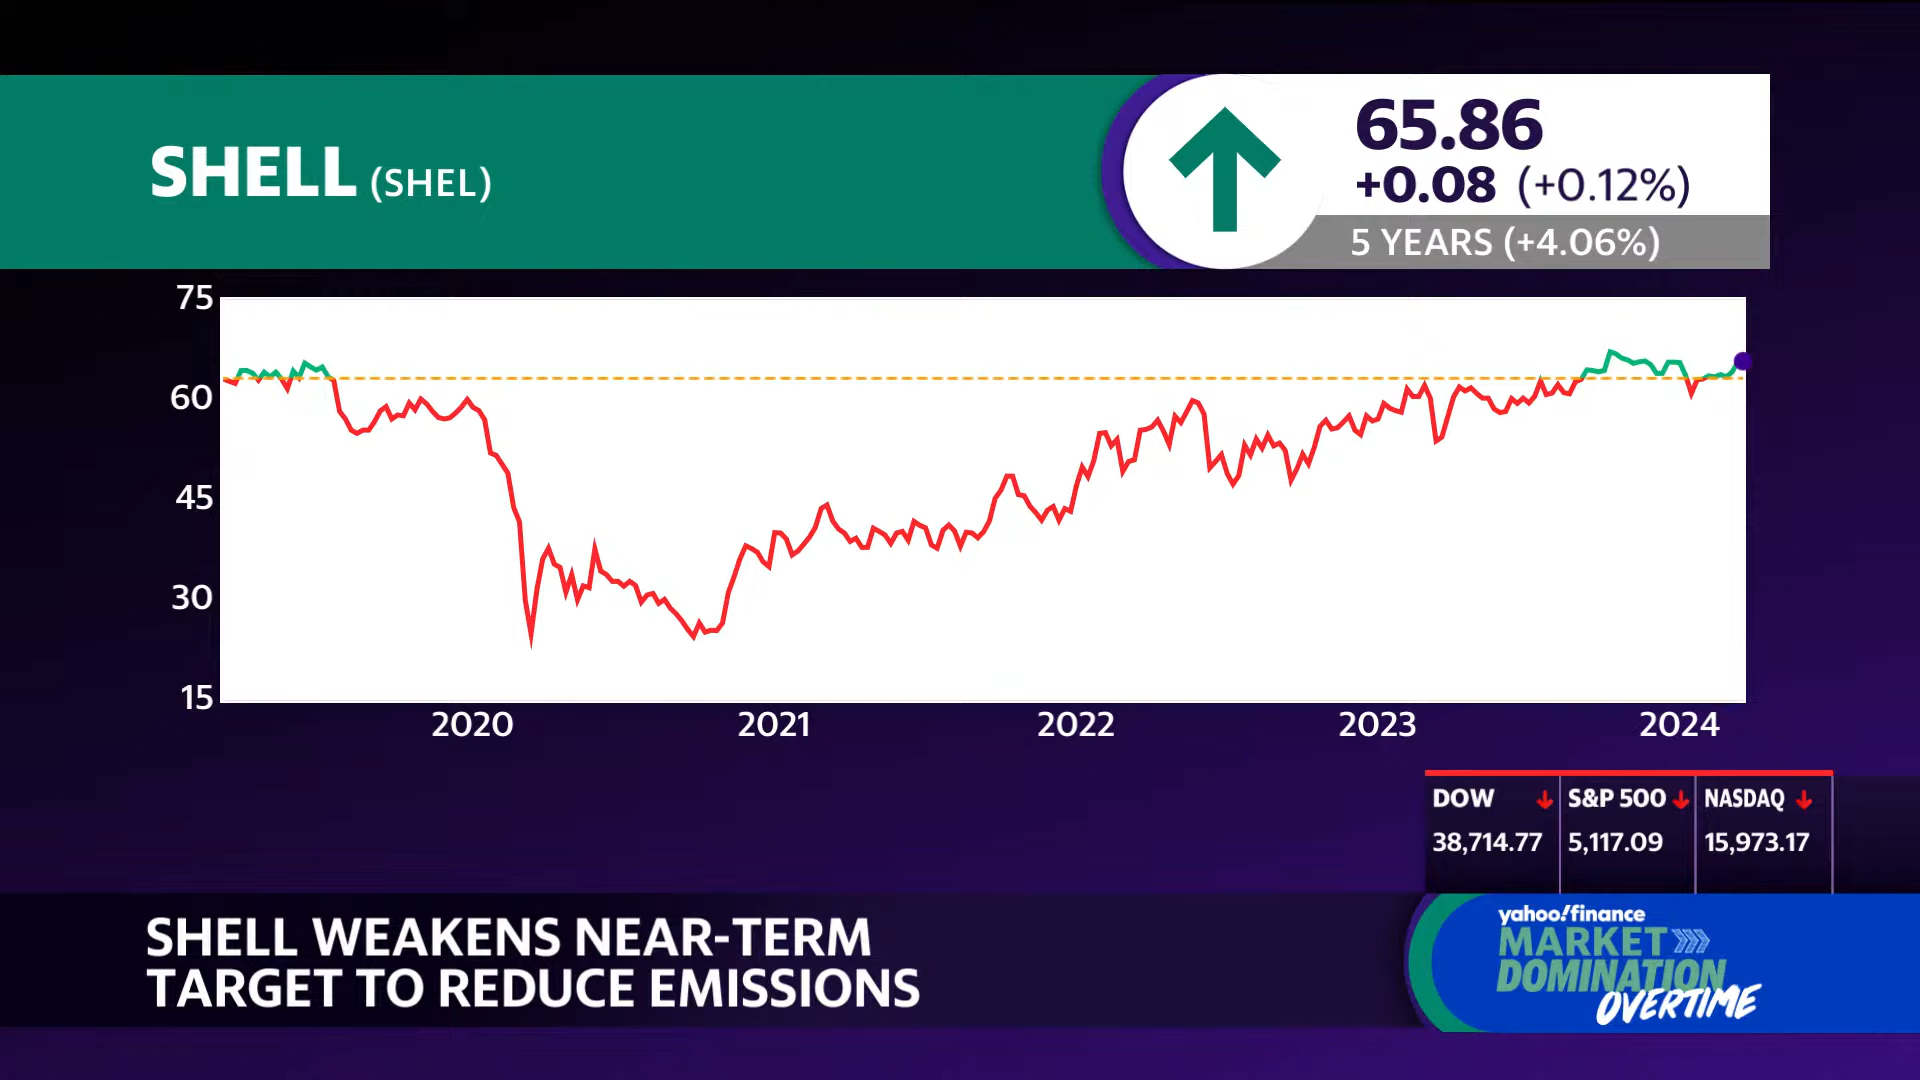 SHELL (SHEL)
65.86
+0.08 (+0.12%)
5 YEARS (+4.06%)
75
60
45
30
15
2020 2021 2022 2023 2024
DOW S&P 500 NASDAQ
38,714.77 5,117.09 15,973.17
SHELL WEAKENS NEAR-TERM
TARGET TO REDUCE EMISSIONS
yahoo!finance
MARKET
DOMINATION
OVERTIME